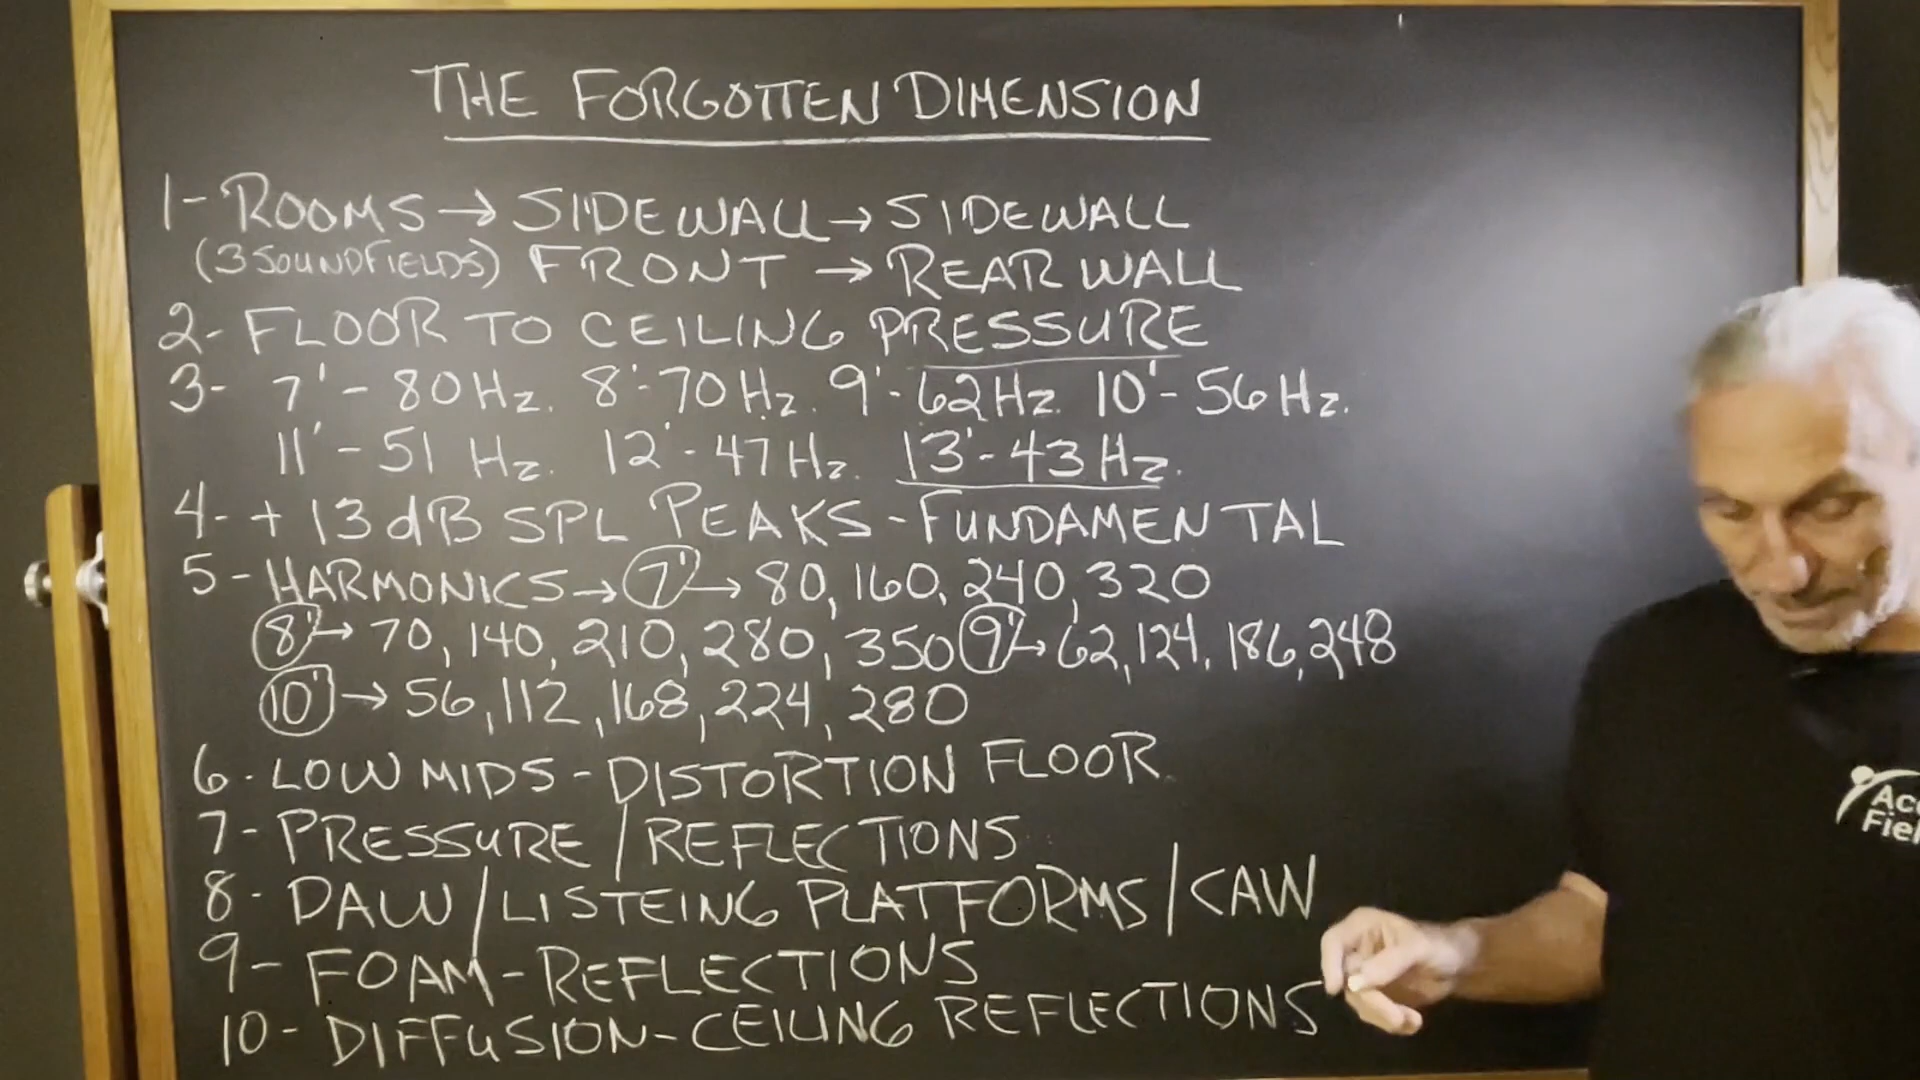 THE FORGOTTEN DIMENSION
1- ROOMS → SIDEWALL → SIDEWALL
(3 SOUNDFIELDS) FRONT → REAR WALL
2- FLOOR TO CEILING PRESSURE
3- 7' - 80 Hz. 8' - 70 Hz. 9' - 62 Hz. 10' - 56 Hz.
11' - 51 Hz. 12' - 47 Hz. 13' - 43 Hz.
4- + 13 dB SPL PEAKS - FUNDAMENTAL
5- HARMONICS → 7' → 80, 160, 240, 320
8' → 70, 140, 210, 280, 350 9' → 62, 124, 186, 248
10' → 56, 112, 168, 224, 280
6- LOW MIDS - DISTORTION FLOOR
7- PRESSURE / REFLECTIONS
8- DAW / LISTEING PLATFORMS / CAW
9- FOAM - REFLECTIONS
10- DIFFUSION - CEILING REFLECTIONS